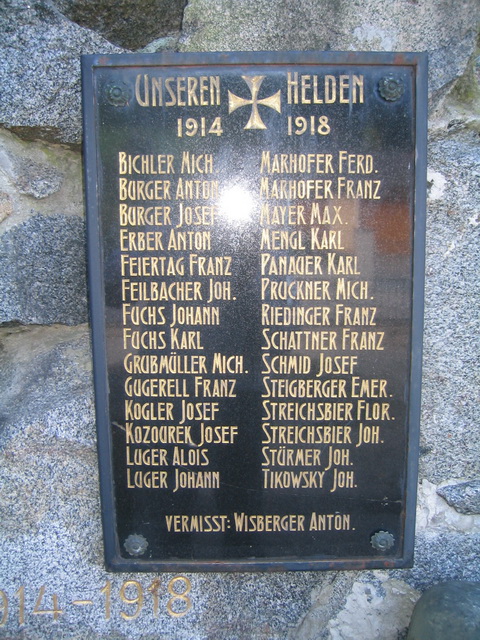 UNSEREN HELDEN
1914 1918
BICHLER MICH.
BURGER ANTON
BURGER JOSEF
ERBER ANTON
FEIERTAG FRANZ
FEILBACHER JOH.
FUCHS JOHANN
FUCHS KARL
GRUBMÜLLER MICH.
GUGERELL FRANZ
KOGLER JOSEF
KOZOUREK JOSEF
LUGER ALOIS
LUGER JOHANN
MARHOFER FERD.
MARHOFER FRANZ
MAYER MAX.
MENGL KARL
PANAUER KARL
PRUCKNER MICH.
RIEDINGER FRANZ
SCHATTNER FRANZ
SCHMID JOSEF
STEIGBERGER EMER.
STREICHSBIER FLOR.
STREICHSBIER JOH.
STÜRMER JOH.
TIKOWSKY JOH.
VERMISST: WISBERGER ANTON.
1914-1918